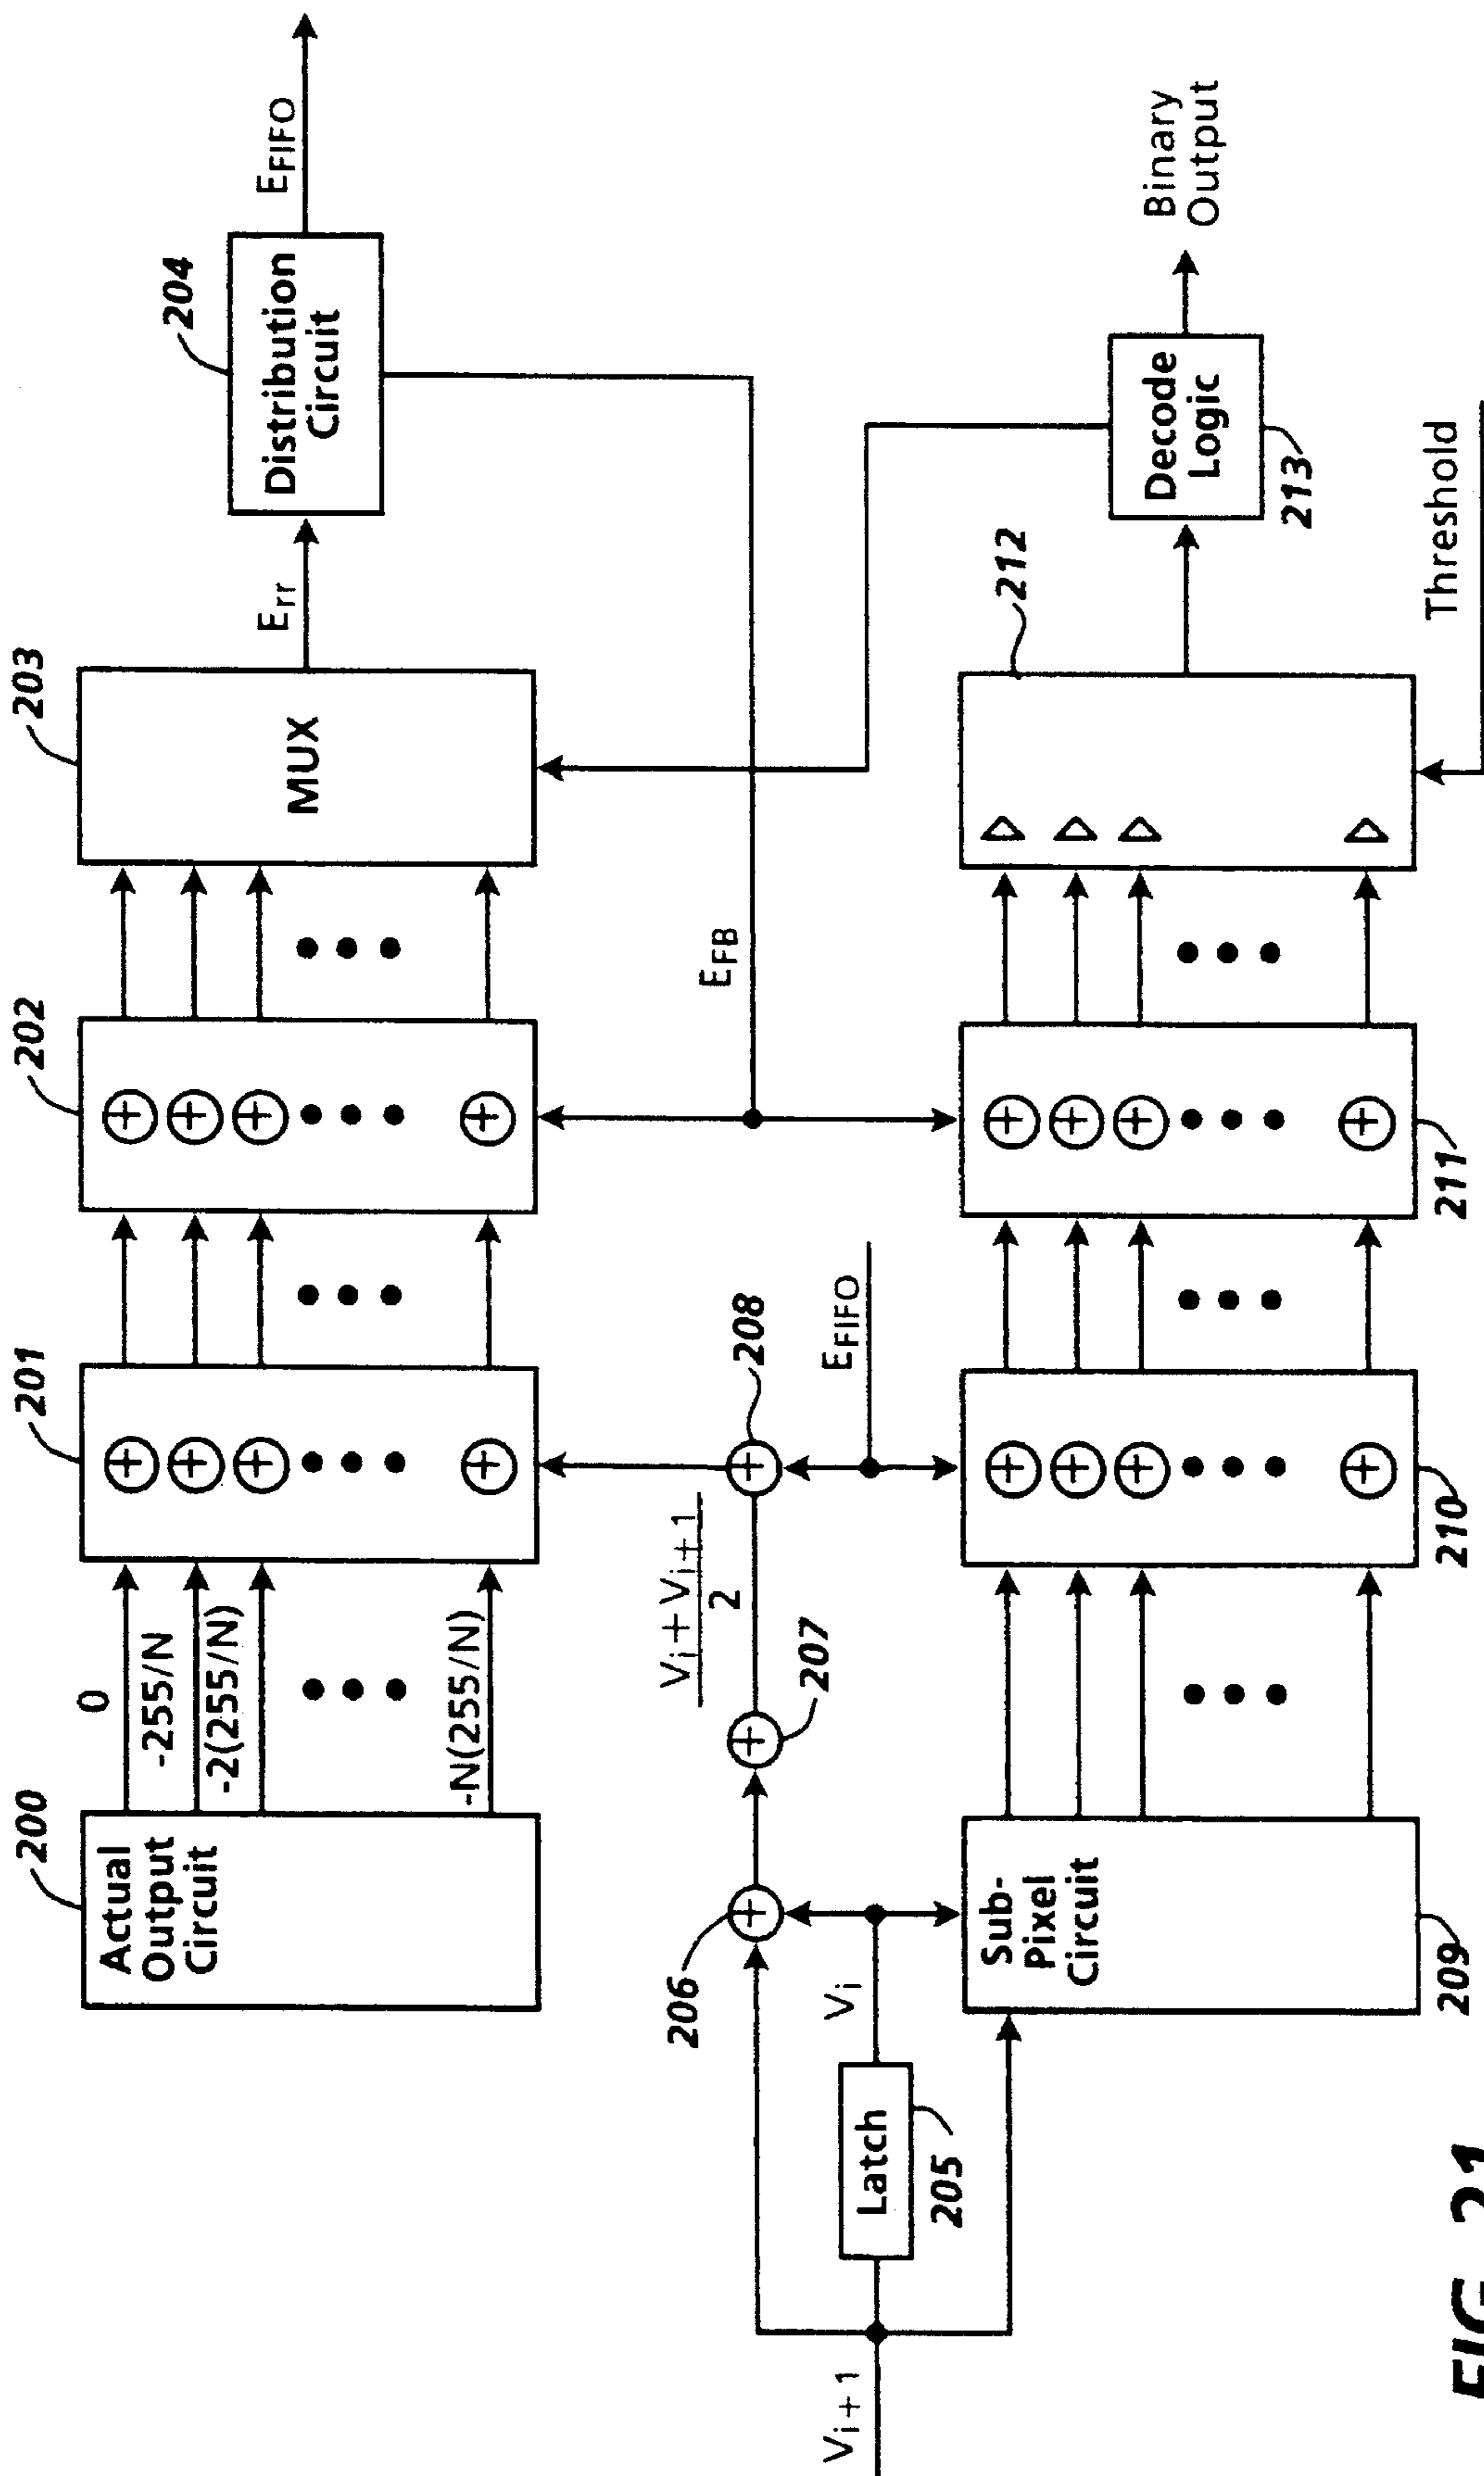 200
Actual
Output
Circuit
0
-255/N
-2(255/N)
-N(255/N)
201
202
203
MUX
Err
204
Distribution
Circuit
EFIFO
EFB
Vi+1
Latch
205
Vi
206
207
Vi + Vi+1
2
208
EFIFO
Sub-
Pixel
Circuit
209
210
211
212
Threshold
Decode
Logic
213
Binary
Output
FIG. 21